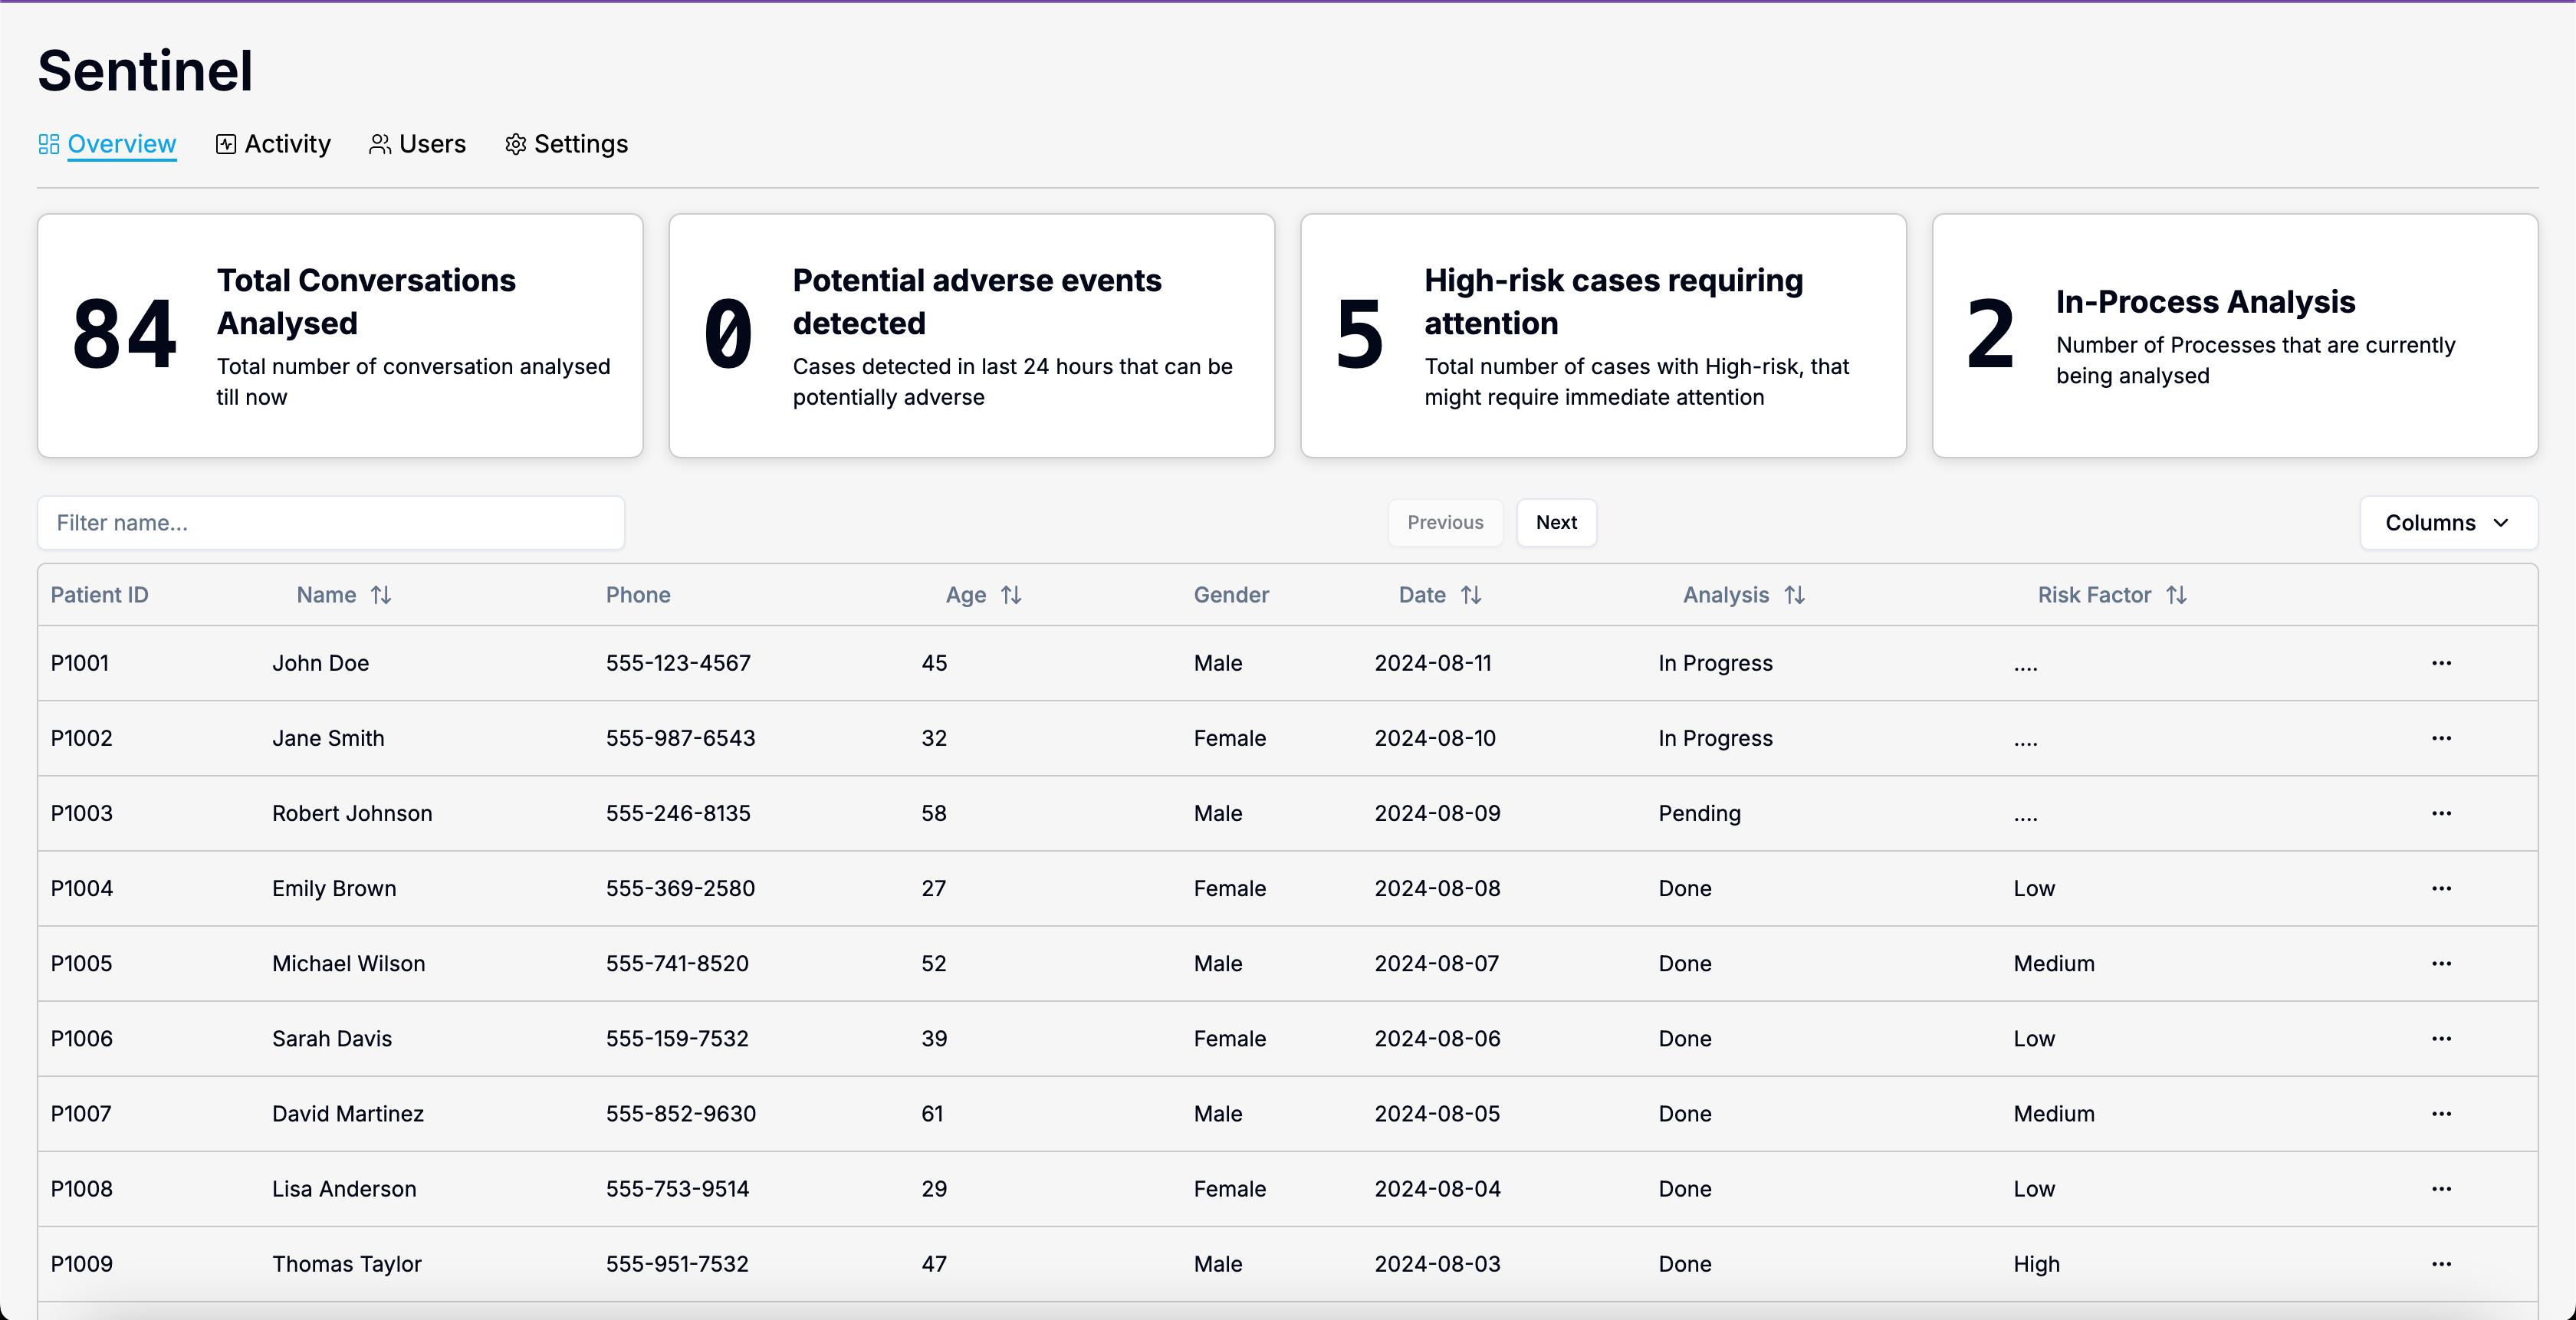 Sentinel
Overview Activity Users Settings
84
Total Conversations
Analysed
Total number of conversation analysed
till now
0
Potential adverse events
detected
Cases detected in last 24 hours that can be
potentially adverse
5
High-risk cases requiring
attention
Total number of cases with High-risk, that
might require immediate attention
2
In-Process Analysis
Number of Processes that are currently
being analysed
Filter name... Previous Next Columns
Patient ID Name Phone Age Gender Date Analysis Risk Factor
P1001 John Doe 555-123-4567 45 Male 2024-08-11 In Progress .... ...
P1002 Jane Smith 555-987-6543 32 Female 2024-08-10 In Progress .... ...
P1003 Robert Johnson 555-246-8135 58 Male 2024-08-09 Pending .... ...
P1004 Emily Brown 555-369-2580 27 Female 2024-08-08 Done Low ...
P1005 Michael Wilson 555-741-8520 52 Male 2024-08-07 Done Medium ...
P1006 Sarah Davis 555-159-7532 39 Female 2024-08-06 Done Low ...
P1007 David Martinez 555-852-9630 61 Male 2024-08-05 Done Medium ...
P1008 Lisa Anderson 555-753-9514 29 Female 2024-08-04 Done Low ...
P1009 Thomas Taylor 555-951-7532 47 Male 2024-08-03 Done High ...